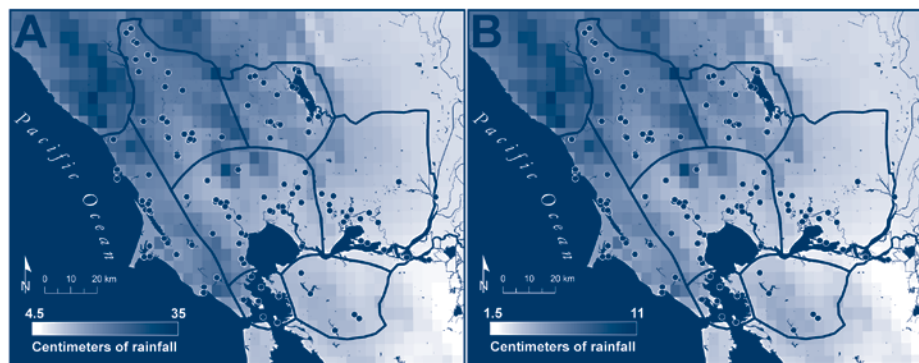 A
Pacific Ocean
N
0 10 20 km
4.5 35
Centimeters of rainfall
B
Pacific Ocean
N
0 10 20 km
1.5 11
Centimeters of rainfall